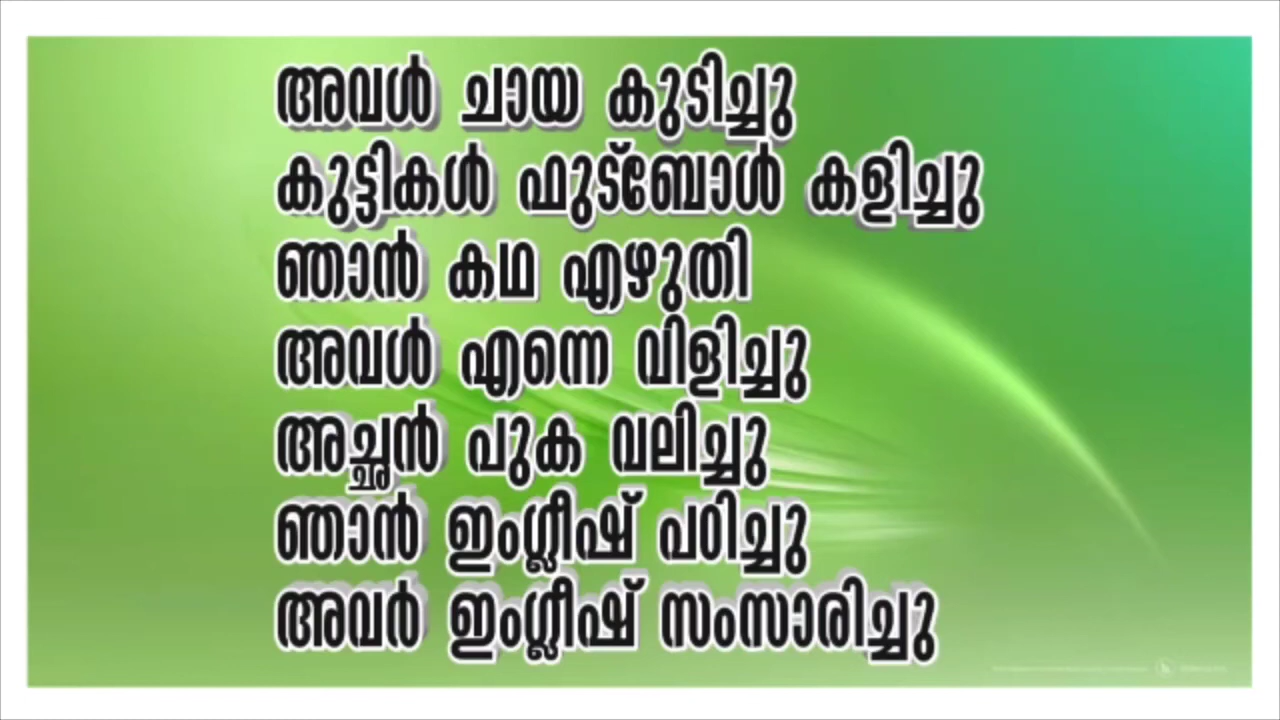 അവൾ ചായ കുടിച്ചു
കുട്ടികൾ ഫുട്ബോൾ കളിച്ചു
ഞാൻ കഥ എഴുതി
അവൾ എന്നെ വിളിച്ചു
അച്ഛൻ പുക വലിച്ചു
ഞാൻ ഇംഗ്ലീഷ് പഠിച്ചു
അവർ ഇംഗ്ലീഷ് സംസാരിച്ചു